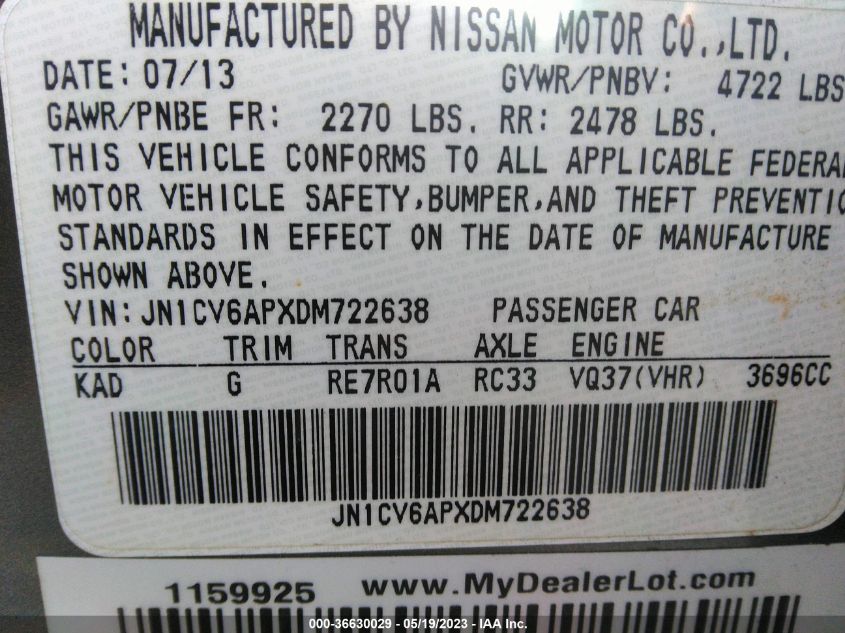 MANUFACTURED BY NISSAN MOTOR CO.,LTD.
DATE: 07/13 GVWR/PNBV: 4722 LBS
GAWR/PNBE FR: 2270 LBS. RR: 2478 LBS.
THIS VEHICLE CONFORMS TO ALL APPLICABLE FEDERAL
MOTOR VEHICLE SAFETY,BUMPER,AND THEFT PREVENTIO
STANDARDS IN EFFECT ON THE DATE OF MANUFACTURE
SHOWN ABOVE.
VIN: JN1CV6APXDM722638 PASSENGER CAR
COLOR TRIM TRANS AXLE ENGINE
KAD G RE7R01A RC33 VQ37(VHR) 3696CC
JN1CV6APXDM722638
1159925 www.MyDealerLot.com
000-36630029 - 05/19/2023 - IAA Inc.